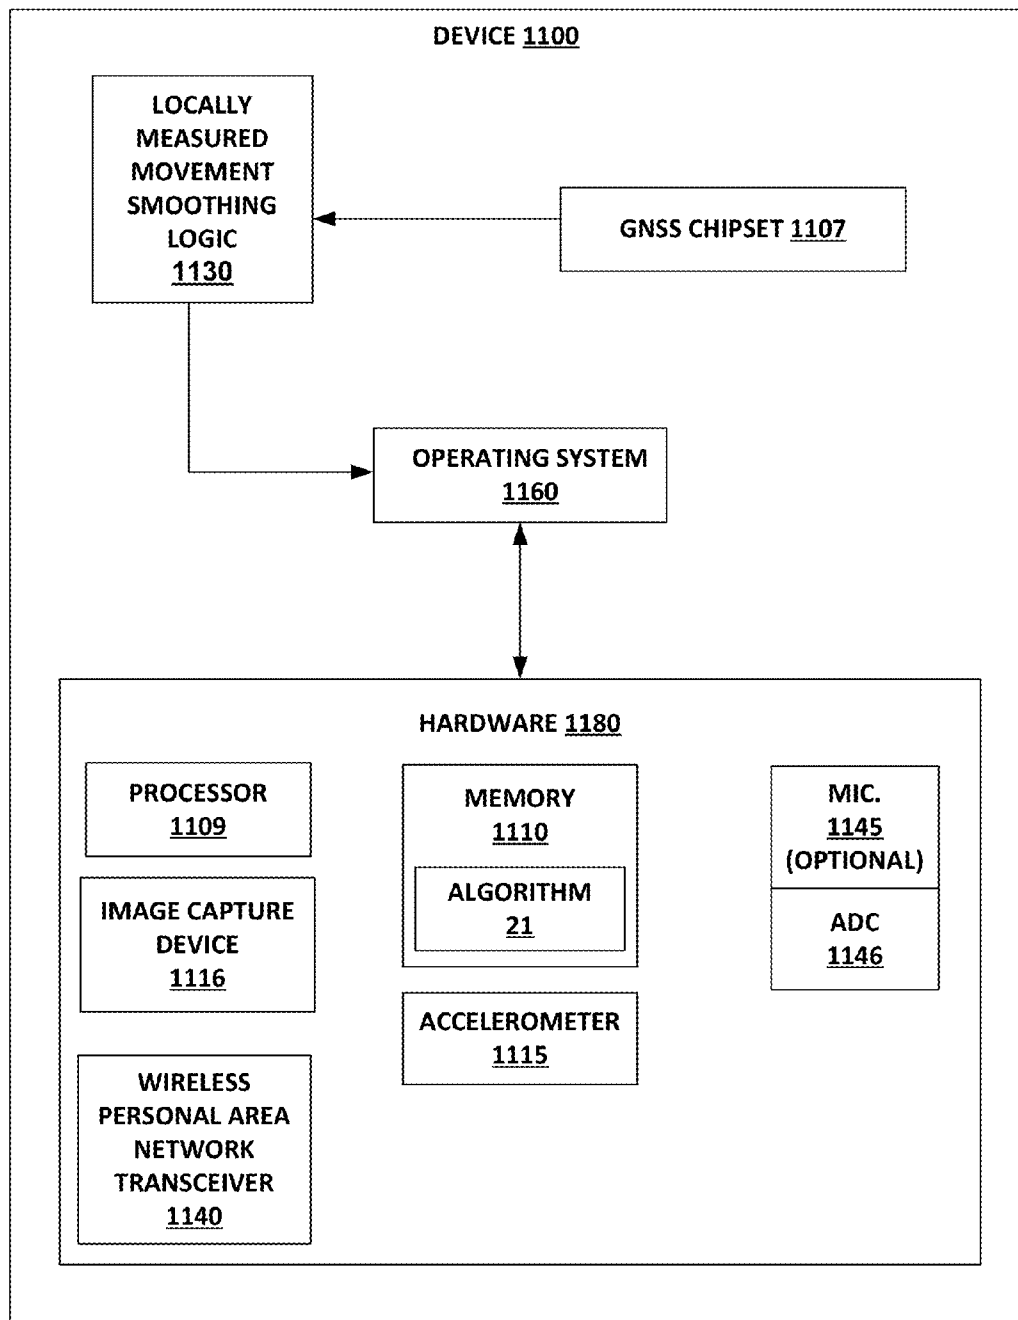 DEVICE 1100
LOCALLY
MEASURED
MOVEMENT
SMOOTHING
LOGIC
1130
GNSS CHIPSET 1107
OPERATING SYSTEM
1160
HARDWARE 1180
PROCESSOR
1109
IMAGE CAPTURE
DEVICE
1116
WIRELESS
PERSONAL AREA
NETWORK
TRANSCEIVER
1140
MEMORY
1110
ALGORITHM
21
ACCELEROMETER
1115
MIC.
1145
(OPTIONAL)
ADC
1146